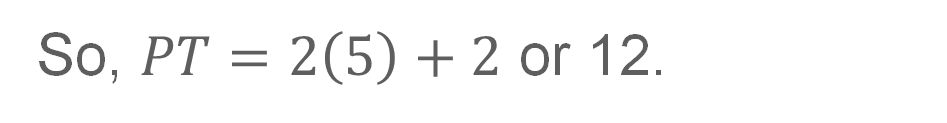 So, PT = 2(5) + 2 or 12.